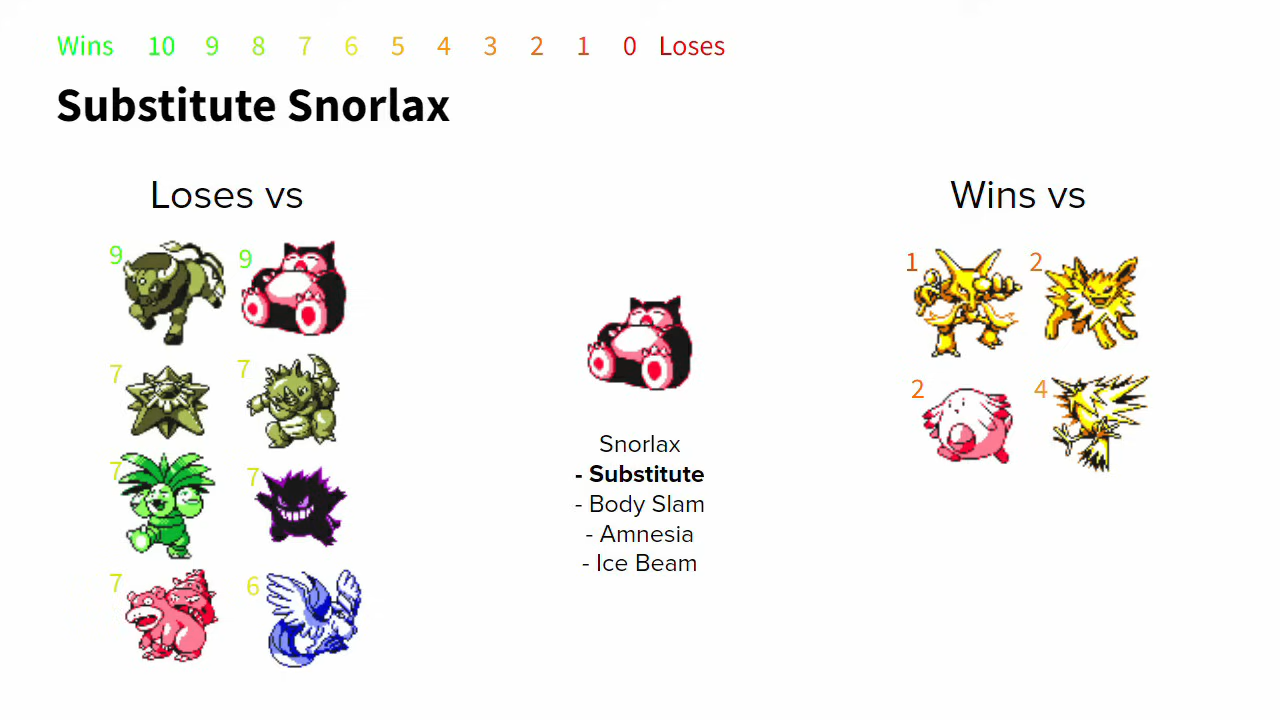 Wins 10 9 8 7 6 5 4 3 2 1 0 Loses
Substitute Snorlax
Loses vs
9 9
7 7
7 7
7 6
Snorlax
- Substitute
- Body Slam
- Amnesia
- Ice Beam
Wins vs
1 2
2 4